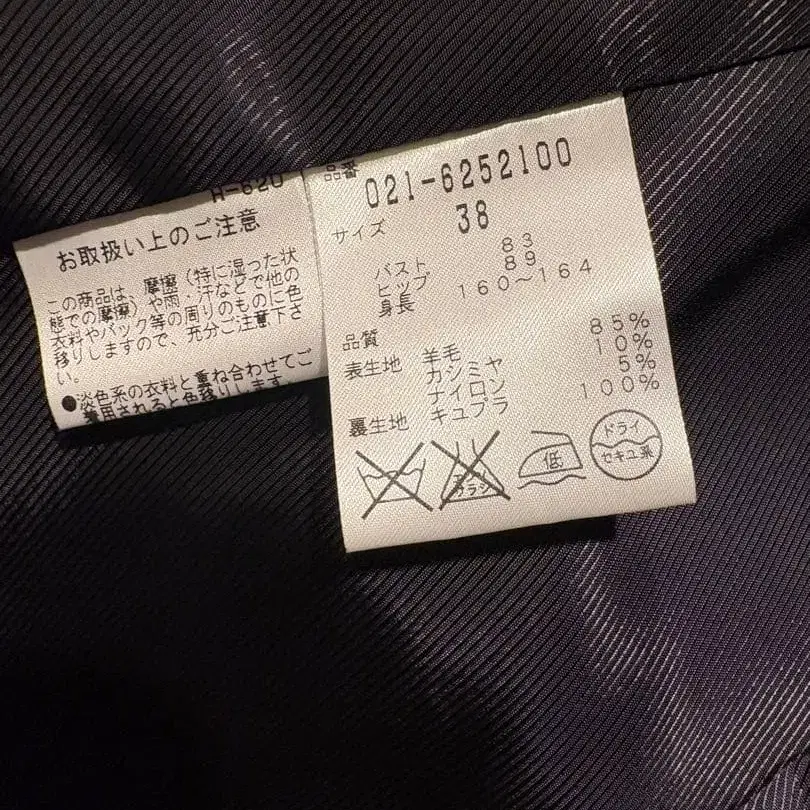 H-620
お取扱い上のご注意
この商品は、摩擦(特に湿った状
態での摩擦)や雨、汗などで他の
衣料やバック等の周りのものに色
移りしますので、充分ご注意下さ
い。
●淡色系の衣料と重ね合わせてご
着用されると色移りします。
品番 021-6252100
サイズ 38
バスト 83
ヒップ 89
身長 160〜164
品質
表生地 羊毛 85%
カシミヤ 10%
ナイロン 5%
裏生地 キュプラ 100%
低
ドライ
セキユ系